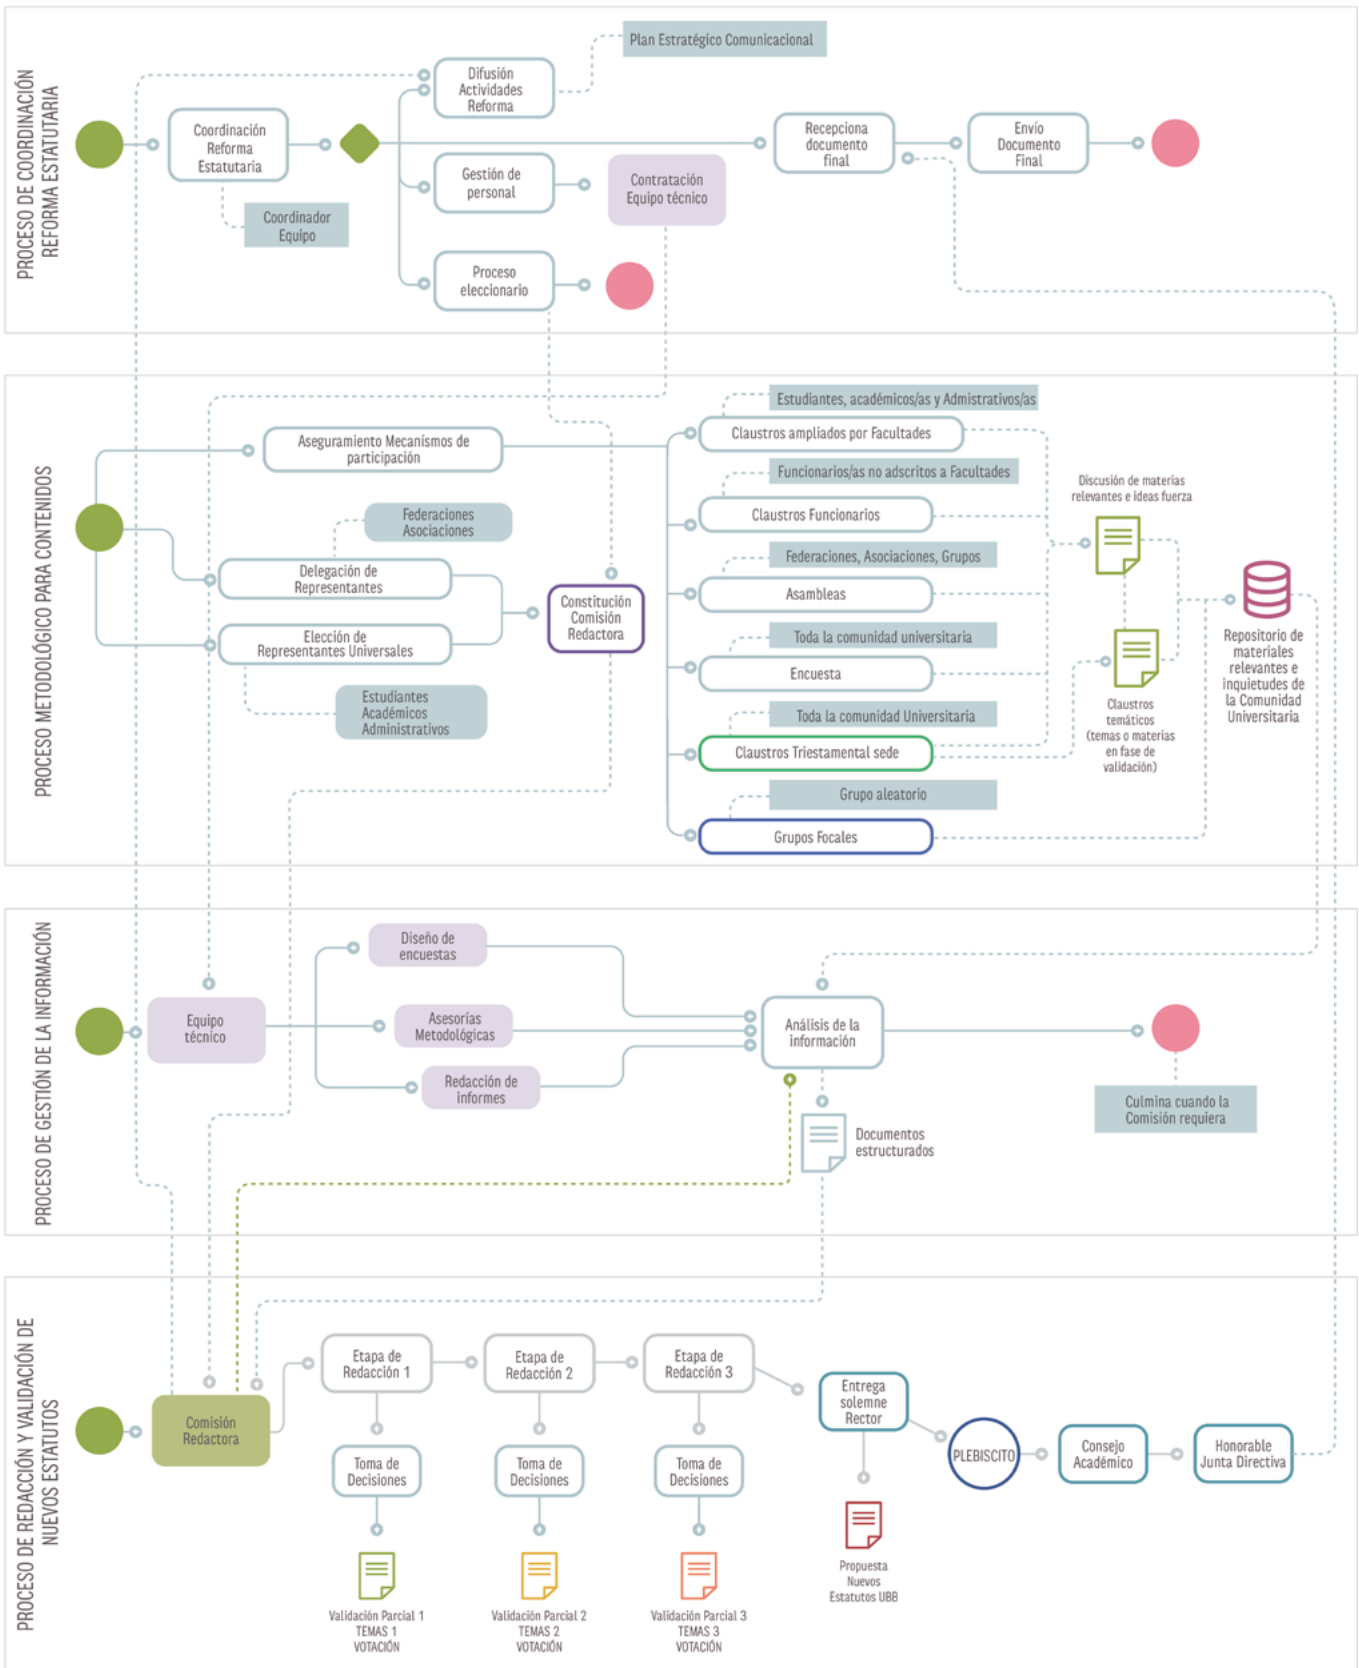 PROCESO DE COORDINACIÓN
REFORMA ESTATUTARIA
Plan Estratégico Comunicacional
Difusión
Actividades
Reforma
Coordinación
Reforma
Estatutaria
Recepciona
documento
final
Envío
Documento
Final
Gestión de
personal
Contratación
Equipo técnico
Coordinador
Equipo
Proceso
eleccionario
PROCESO METODOLÓGICO PARA CONTENIDOS
Estudiantes, académicos/as y Admistrativos/as
Claustros ampliados por Facultades
Aseguramiento Mecanísmos de
participación
Funcionarios/as no adscritos a Facultades
Claustros Funcionarios
Discusión de materias
relevantes e ideas fuerza
Federaciones
Asociaciones
Federaciones, Asociaciones, Grupos
Delegación de
Representantes
Asambleas
Constitución
Comisión
Redactora
Elección de
Representantes Universales
Toda la comunidad universitaria
Encuesta
Repositorio de
materiales
relevantes e
inquietudes de
la Comunidad
Universitaria
Estudiantes
Académicos
Administrativos
Toda la comunidad Universitaria
Claustros Triestamental sede
Claustros
temáticos
(temas o materias
en fase de
validación)
Grupo aleatorio
Grupos Focales
PROCESO DE GESTIÓN DE LA INFORMACIÓN
Diseño de
encuestas
Equipo
técnico
Asesorías
Metodológicas
Análisis de la
información
Redacción de
informes
Culmina cuando la
Comisión requiera
Documentos
estructurados
PROCESO DE REDACCIÓN Y VALIDACIÓN DE
NUEVOS ESTATUTOS
Comisión
Redactora
Etapa de
Redacción 1
Etapa de
Redacción 2
Etapa de
Redacción 3
Entrega
solemne
Rector
PLEBISCITO
Consejo
Académico
Honorable
Junta Directiva
Toma de
Decisiones
Toma de
Decisiones
Toma de
Decisiones
Validación Parcial 1
TEMAS 1
VOTACIÓN
Validación Parcial 2
TEMAS 2
VOTACIÓN
Validación Parcial 3
TEMAS 3
VOTACIÓN
Propuesta
Nuevos
Estatutos UBB